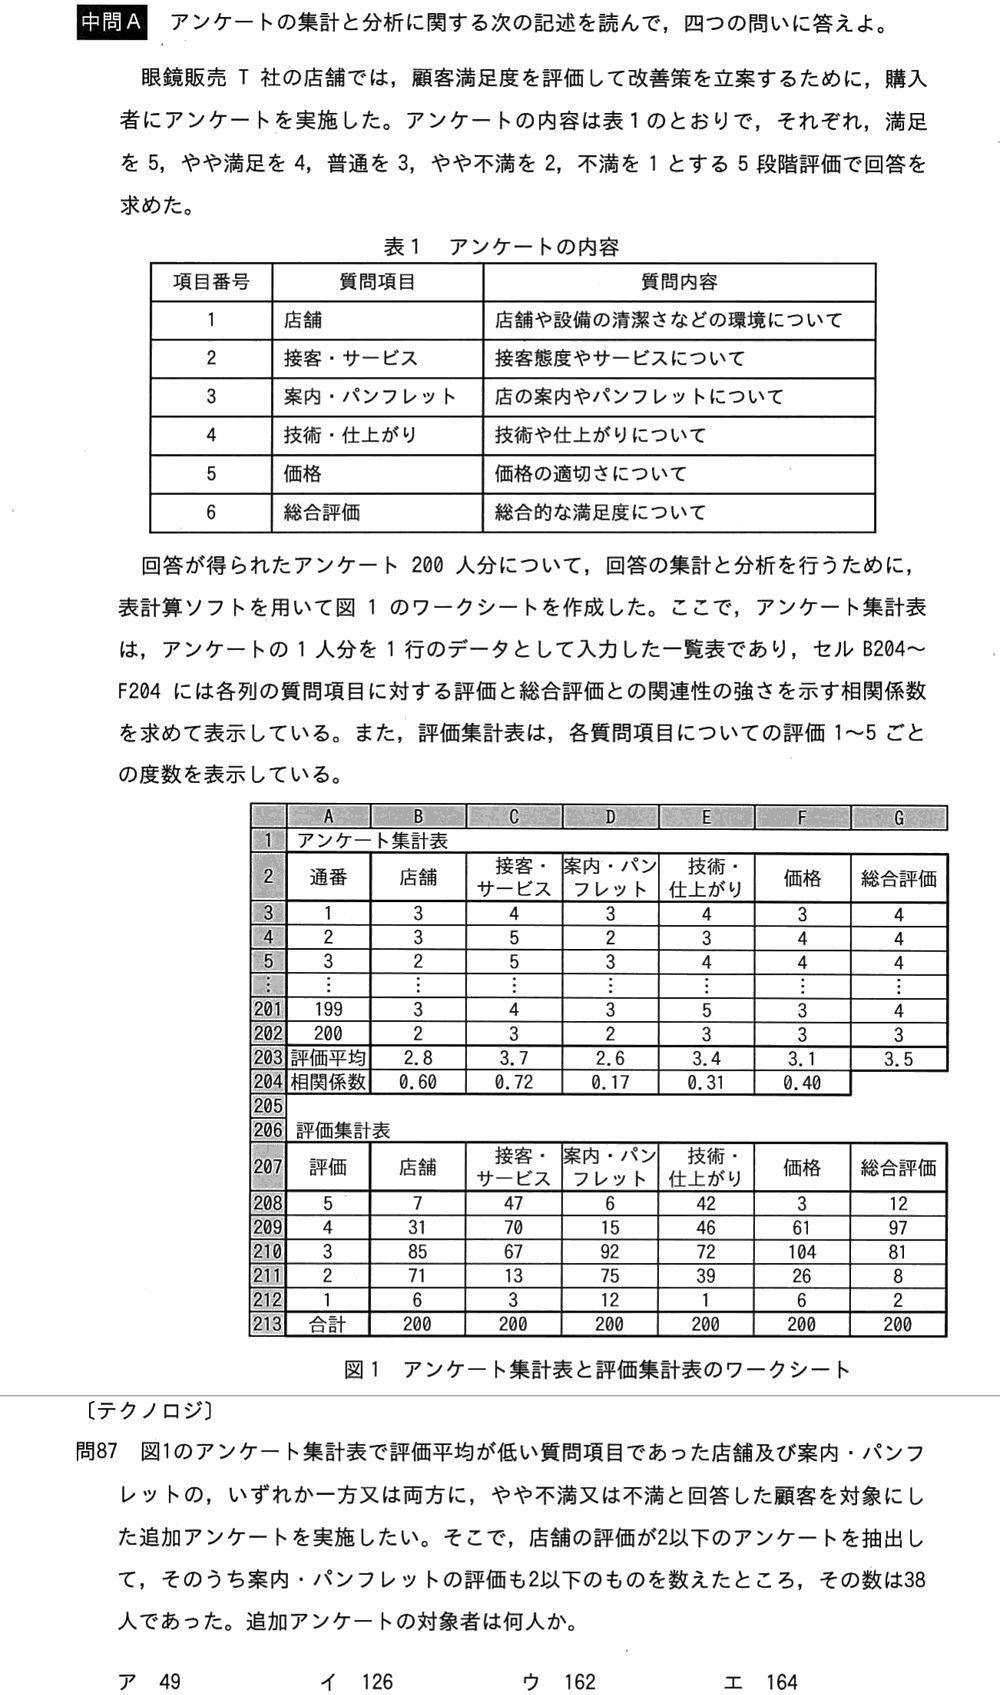 中問A アンケートの集計と分析に関する次の記述を読んで，四つの問いに答えよ。
眼鏡販売 T 社の店舗では，顧客満足度を評価して改善策を立案するために，購入
者にアンケートを実施した。アンケートの内容は表1のとおりで，それぞれ，満足
を 5，やや満足を 4，普通を 3，やや不満を 2，不満を 1 とする 5 段階評価で回答を
求めた。
表1 アンケートの内容
項目番号 質問項目 質問内容
1 店舗 店舗や設備の清潔さなどの環境について
2 接客・サービス 接客態度やサービスについて
3 案内・パンフレット 店の案内やパンフレットについて
4 技術・仕上がり 技術や仕上がりについて
5 価格 価格の適切さについて
6 総合評価 総合的な満足度について
回答が得られたアンケート 200 人分について，回答の集計と分析を行うために，
表計算ソフトを用いて図 1 のワークシートを作成した。ここで，アンケート集計表
は，アンケートの 1 人分を 1 行のデータとして入力した一覧表であり，セル B204～
F204 には各列の質問項目に対する評価と総合評価との関連性の強さを示す相関係数
を求めて表示している。また，評価集計表は，各質問項目についての評価 1～5 ごと
の度数を表示している。
A B C D E F G
1 アンケート集計表
2 通番 店舗 接客・サービス 案内・パンフレット 技術・仕上がり 価格 総合評価
3 1 3 4 3 4 3 4
4 2 3 5 2 3 4 4
5 3 2 5 3 4 4 4
⋮ ⋮ ⋮ ⋮ ⋮ ⋮ ⋮ ⋮
201 199 3 4 3 5 3 4
202 200 2 3 2 3 3 3
203 評価平均 2.8 3.7 2.6 3.4 3.1 3.5
204 相関係数 0.60 0.72 0.17 0.31 0.40
205
206 評価集計表
207 評価 店舗 接客・サービス 案内・パンフレット 技術・仕上がり 価格 総合評価
208 5 7 47 6 42 3 12
209 4 31 70 15 46 61 97
210 3 85 67 92 72 104 81
211 2 71 13 75 39 26 8
212 1 6 3 12 1 6 2
213 合計 200 200 200 200 200 200
図1 アンケート集計表と評価集計表のワークシート
〔テクノロジ〕
問87 図1のアンケート集計表で評価平均が低い質問項目であった店舗及び案内・パンフ
レットの，いずれか一方又は両方に，やや不満又は不満と回答した顧客を対象にし
た追加アンケートを実施したい。そこで，店舗の評価が2以下のアンケートを抽出し
て，そのうち案内・パンフレットの評価も2以下のものを数えたところ，その数は38
人であった。追加アンケートの対象者は何人か。
ア 49 イ 126 ウ 162 エ 164